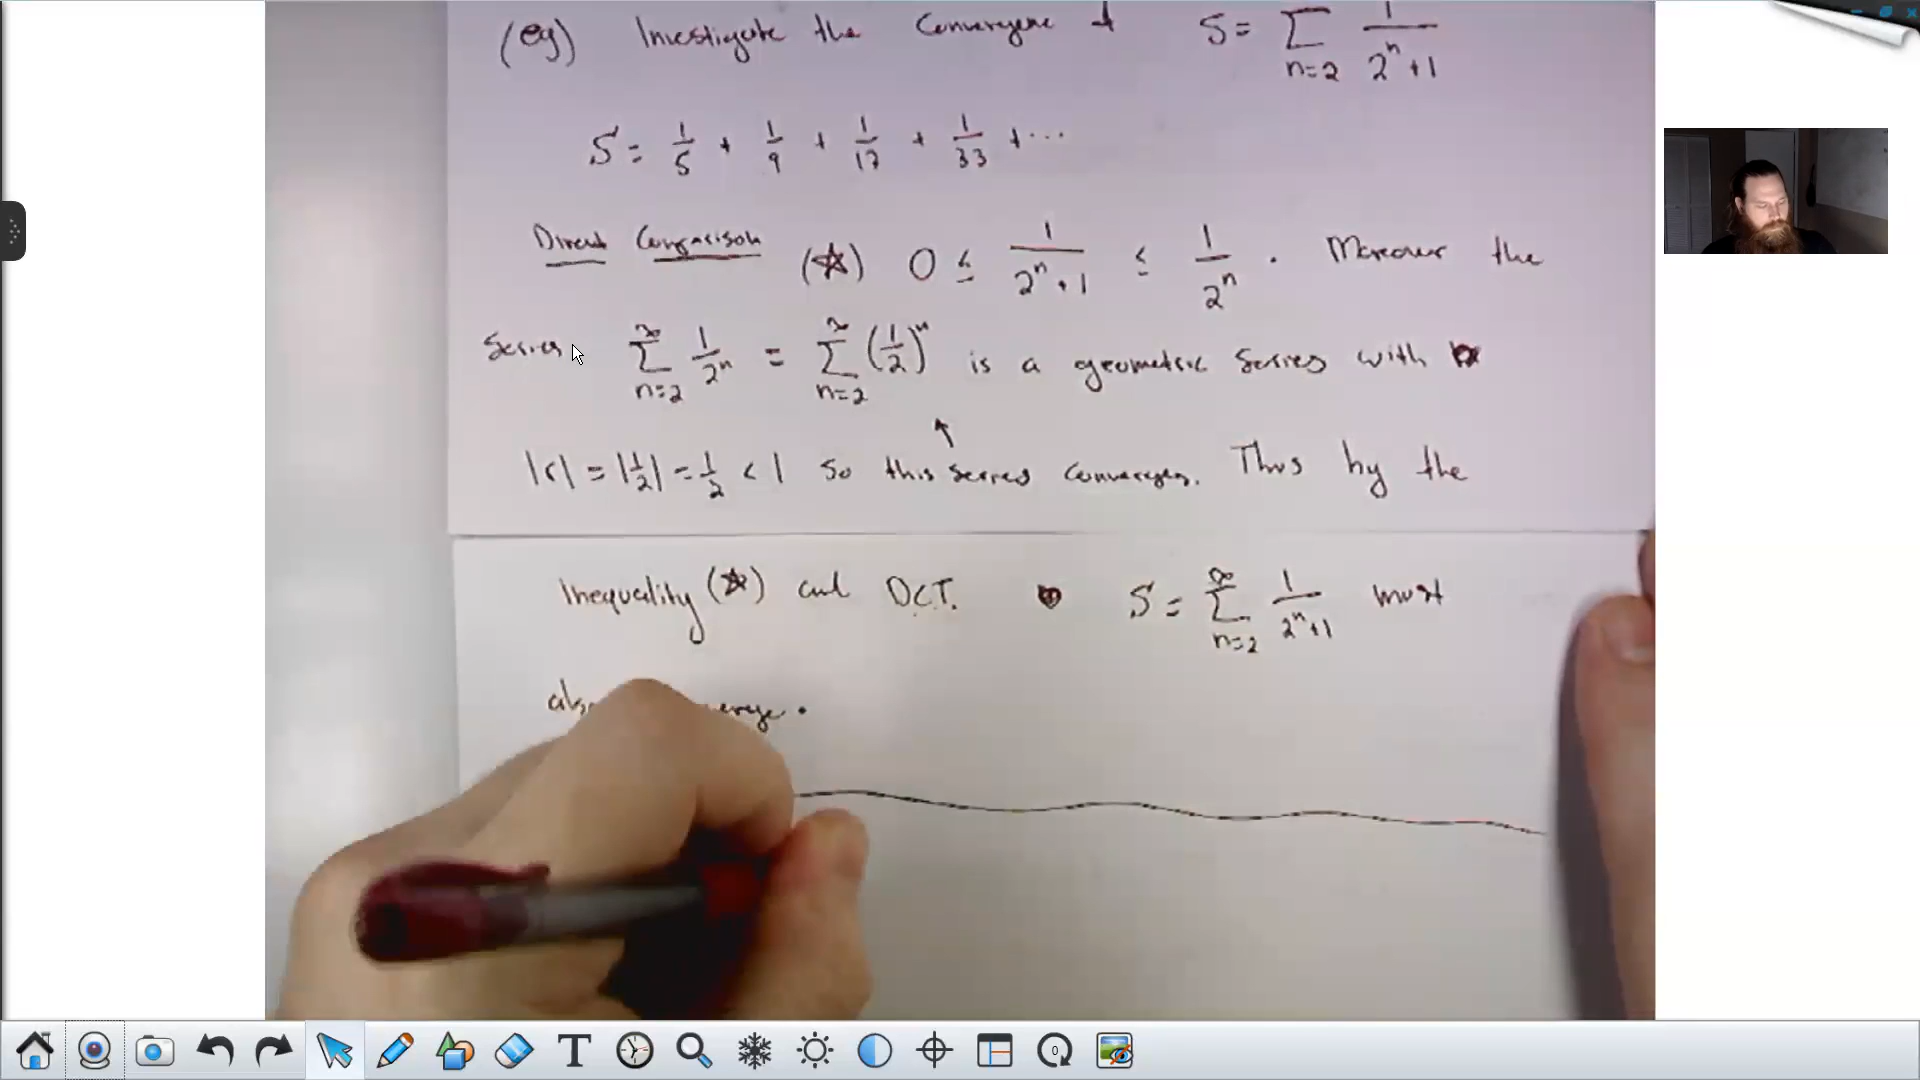 (eg) Investigate the Convergence of S = ∑ n=2 1/(2^n+1)
S = 1/5 + 1/9 + 1/17 + 1/33 + ⋯
Direct Comparison (☆) 0 ≤ 1/(2^n+1) ≤ 1/2^n . Moreover the
Series ∑ n=2 ∞ 1/2^n = ∑ n=2 ∞ (1/2)^n is a geometric Series with
|r| = |1/2| = 1/2 < 1 so this series converges. Thus by the
Inequality (☆) and D.C.T. S = ∑ n=2 ∞ 1/(2^n+1) must
also converge.
T
0